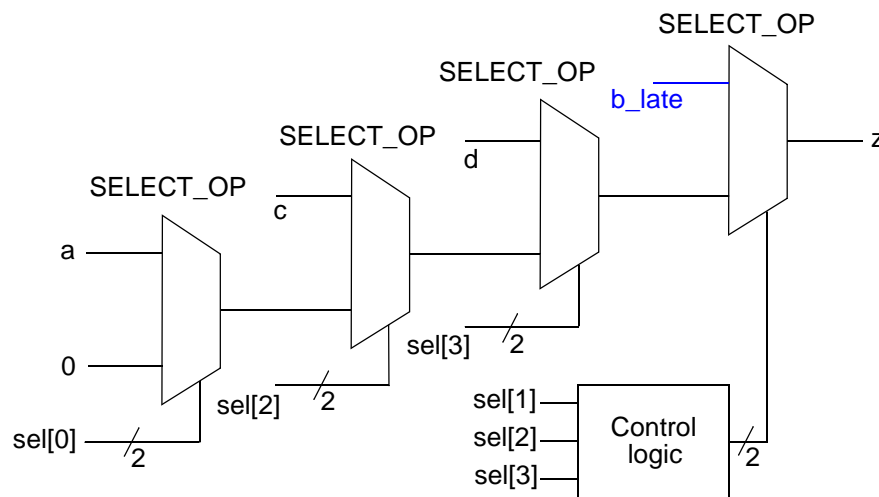 SELECT_OP
SELECT_OP
b_late
z
SELECT_OP
d
SELECT_OP
c
a
0
sel[3]
2
sel[2]
2
sel[0]
2
sel[1]
sel[2]
sel[3]
Control
logic
2